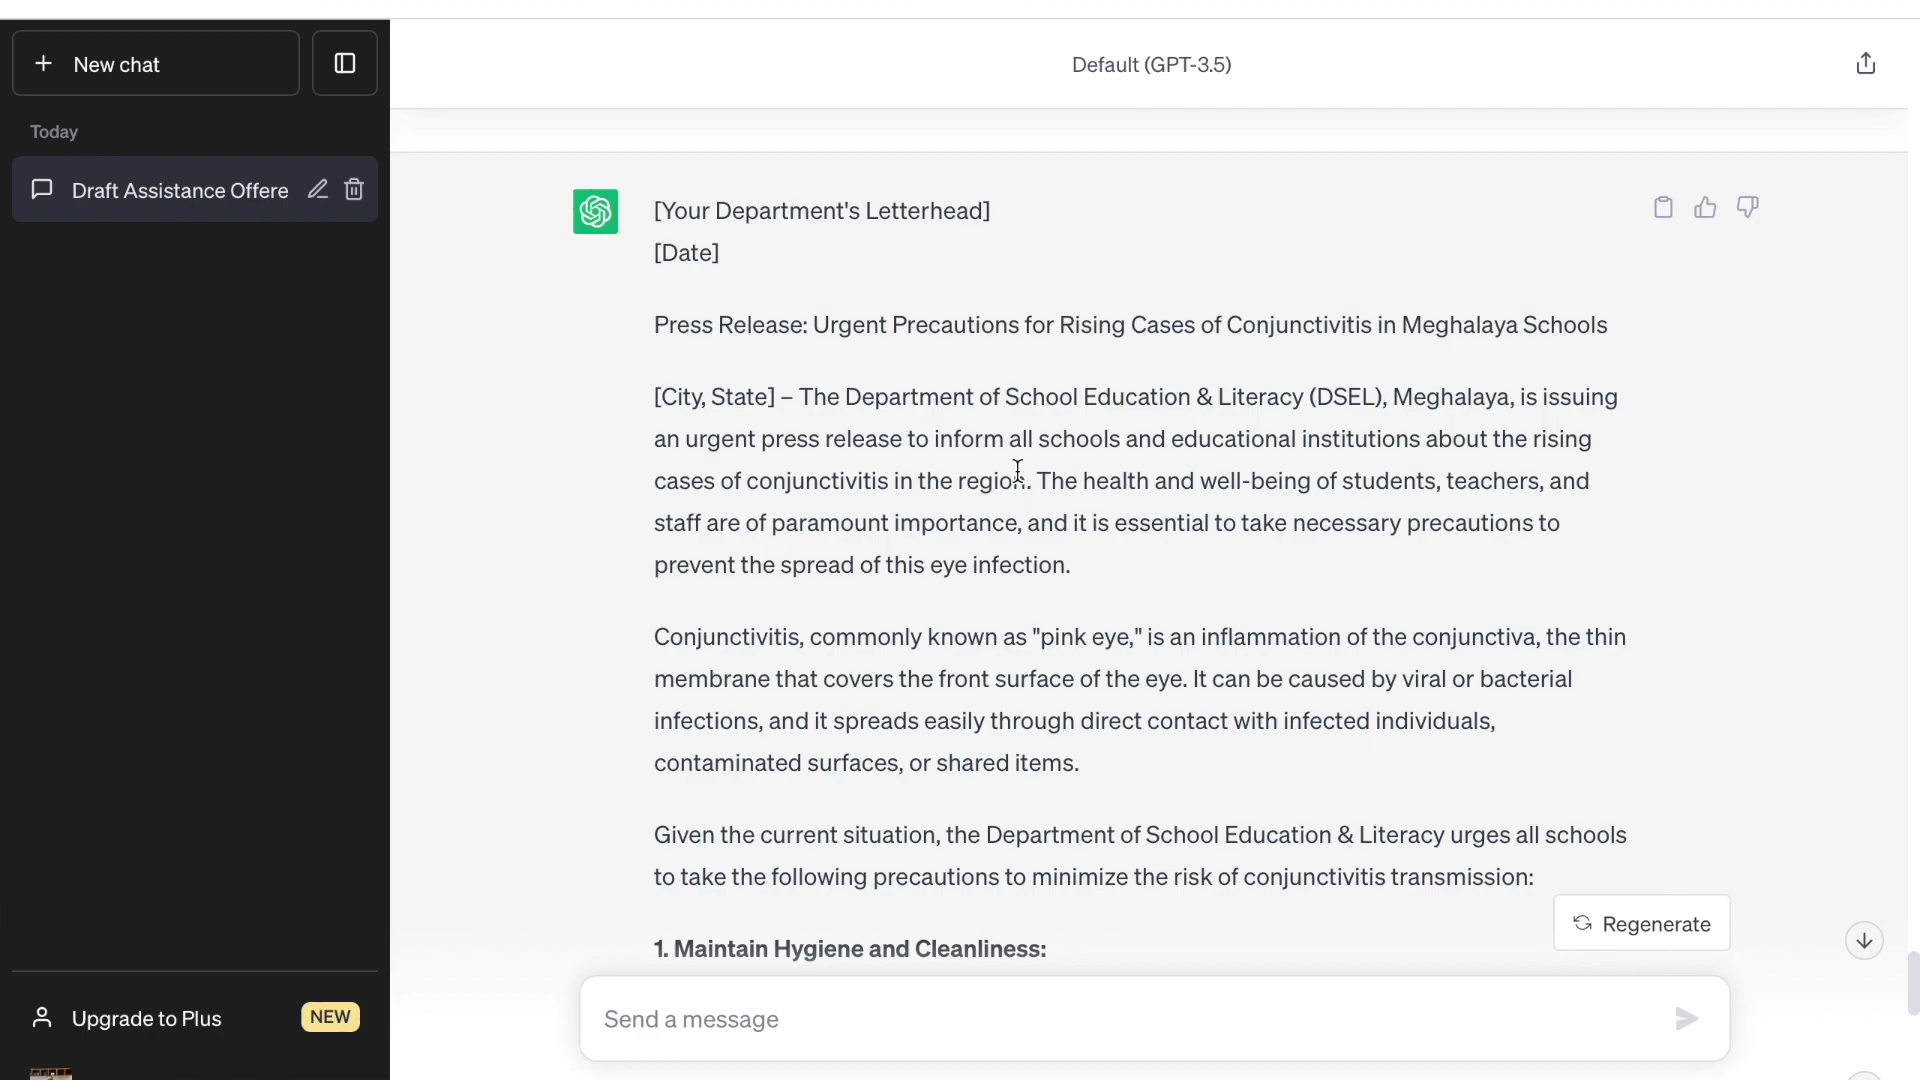 New chat
Default (GPT-3.5)
Today
Draft Assistance Offere
[Your Department's Letterhead]
[Date]
Press Release: Urgent Precautions for Rising Cases of Conjunctivitis in Meghalaya Schools
[City, State] – The Department of School Education & Literacy (DSEL), Meghalaya, is issuing
an urgent press release to inform all schools and educational institutions about the rising
cases of conjunctivitis in the region. The health and well-being of students, teachers, and
staff are of paramount importance, and it is essential to take necessary precautions to
prevent the spread of this eye infection.
Conjunctivitis, commonly known as "pink eye," is an inflammation of the conjunctiva, the thin
membrane that covers the front surface of the eye. It can be caused by viral or bacterial
infections, and it spreads easily through direct contact with infected individuals,
contaminated surfaces, or shared items.
Given the current situation, the Department of School Education & Literacy urges all schools
to take the following precautions to minimize the risk of conjunctivitis transmission:
Regenerate
1. Maintain Hygiene and Cleanliness:
Upgrade to Plus
NEW
Send a message